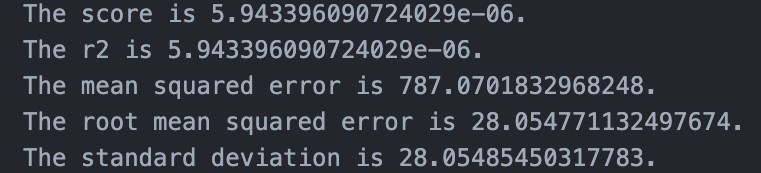 The score is 5.943396090724029e-06.
The r2 is 5.943396090724029e-06.
The mean squared error is 787.0701832968248.
The root mean squared error is 28.054771132497674.
The standard deviation is 28.05485450317783.